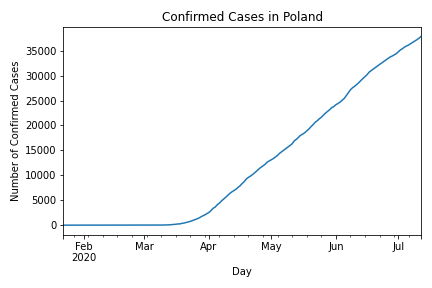 Confirmed Cases in Poland
Number of Confirmed Cases
35000
30000
25000
20000
15000
10000
5000
0
Feb Mar Apr May Jun Jul
2020
Day